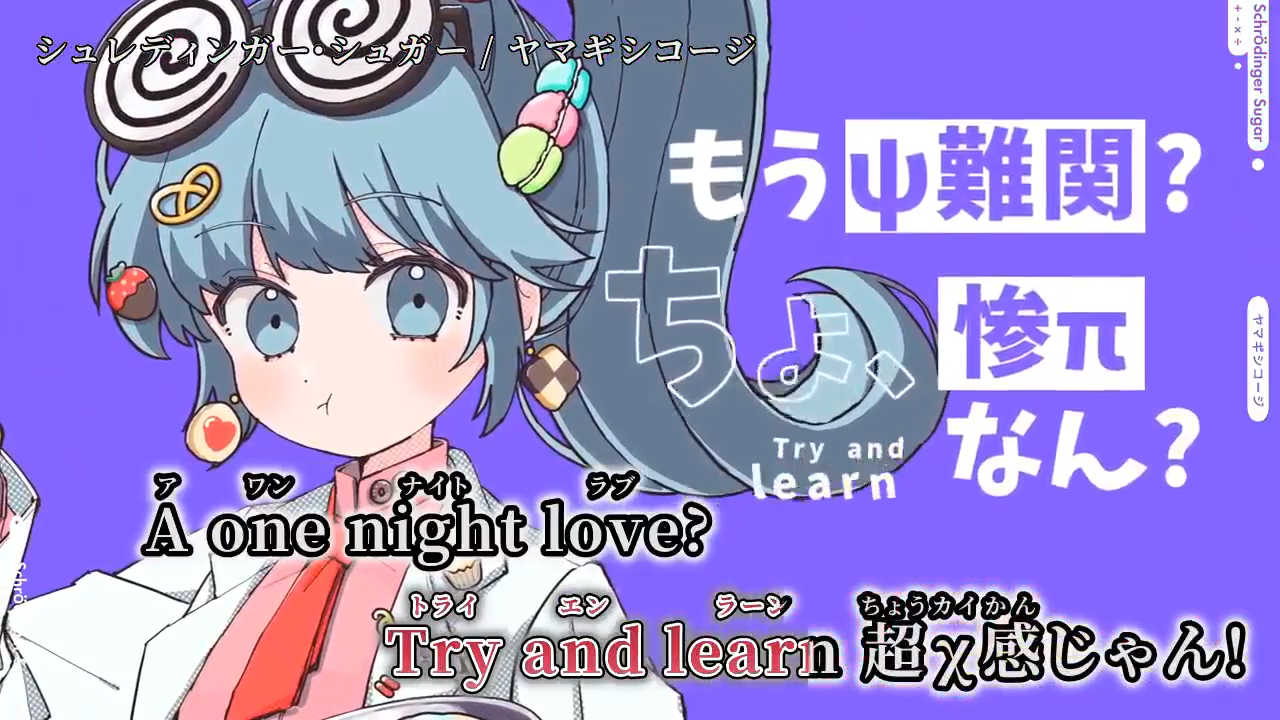 シュレディンガー・シュガー / ヤマギシコージ
+ - × ÷
Schrödinger Sugar
ヤマギシコージ
もうψ難関?
ちょ、
惨π
なん?
Try and
learn
Schrö
ア ワン ナイト ラブ
A one night love?
トライ エン ラーン ちょうカイかん
Try and learn 超χ感じゃん!